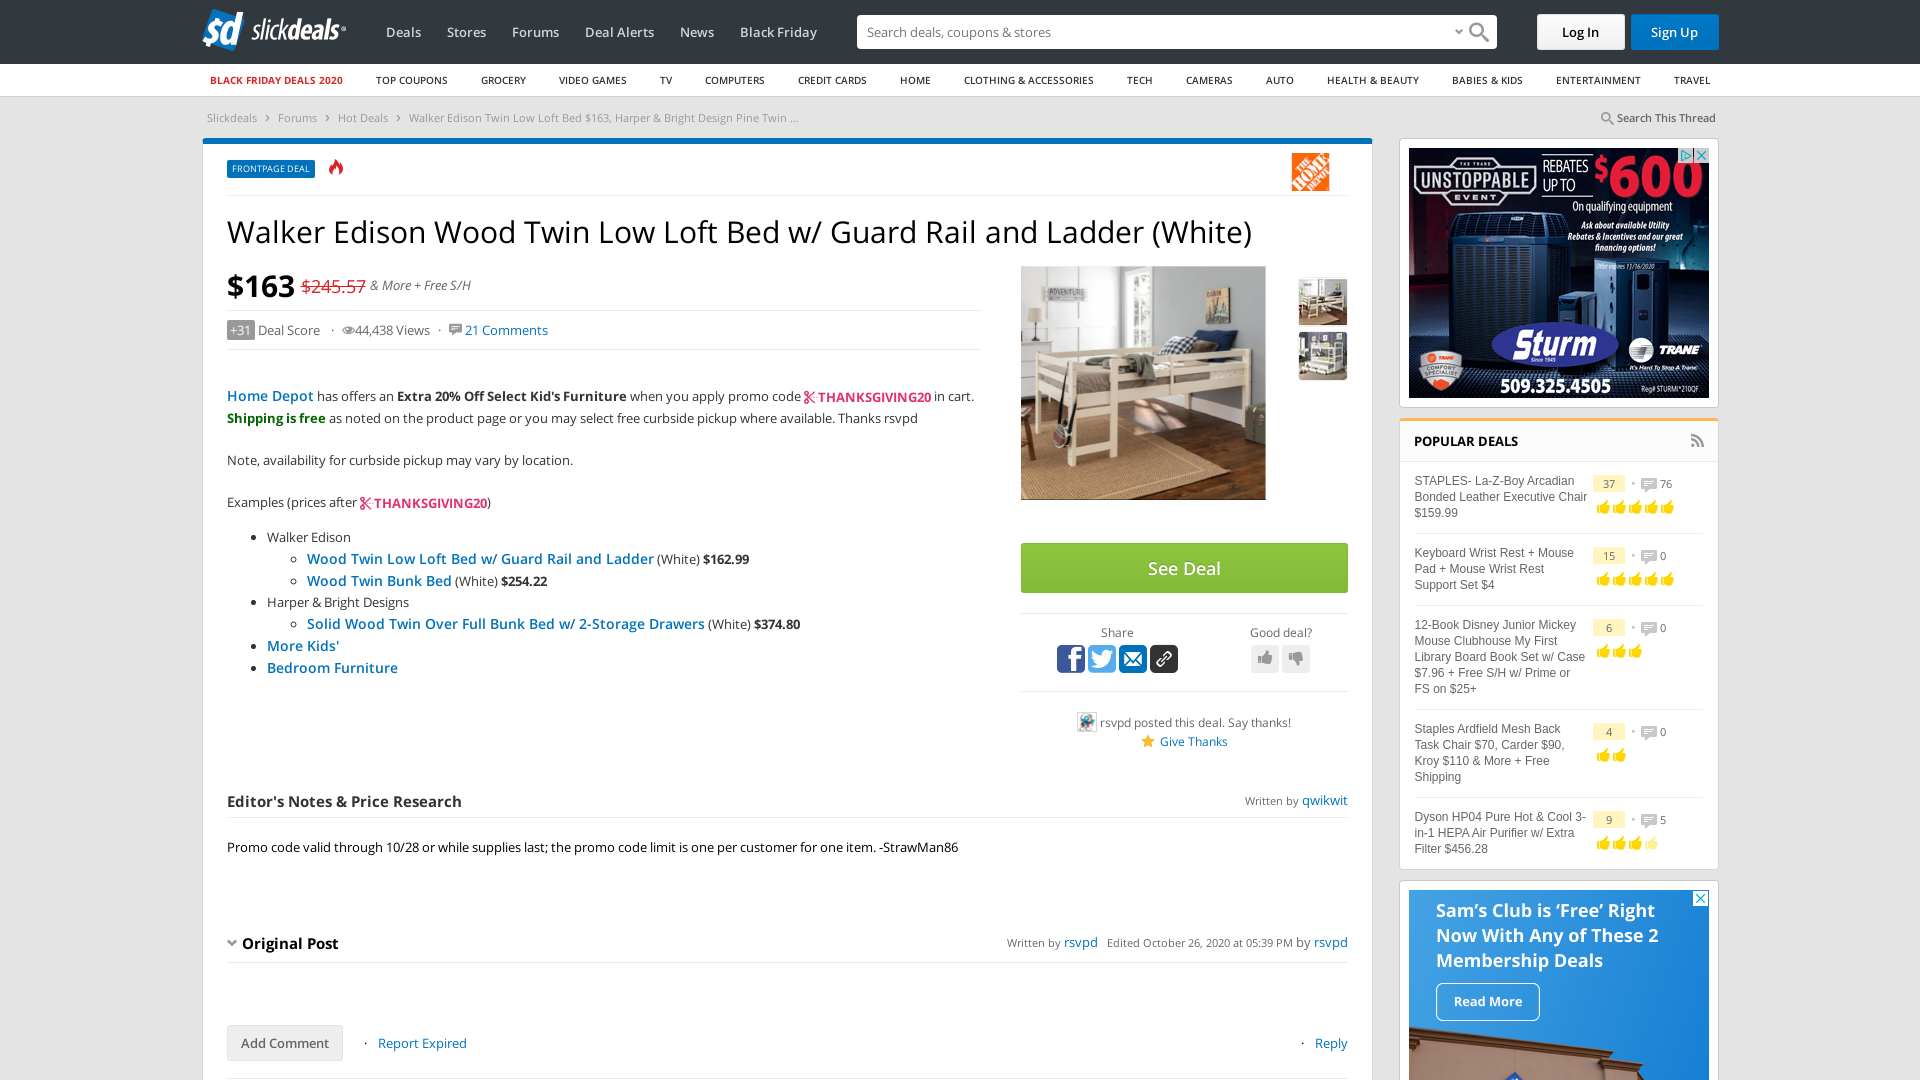 slickdeals
Deals
Stores
Forums
Deal Alerts
News
Black Friday
Search deals, coupons & stores
Log In
Sign Up
BLACK FRIDAY DEALS 2020
TOP COUPONS
GROCERY
VIDEO GAMES
TV
COMPUTERS
CREDIT CARDS
HOME
CLOTHING & ACCESSORIES
TECH
CAMERAS
AUTO
HEALTH & BEAUTY
BABIES & KIDS
ENTERTAINMENT
TRAVEL
Slickdeals › Forums › Hot Deals › Walker Edison Twin Low Loft Bed $163, Harper & Bright Design Pine Twin ...
Search This Thread
FRONTPAGE DEAL
THE HOME DEPOT
Walker Edison Wood Twin Low Loft Bed w/ Guard Rail and Ladder (White)
$163 $245.57 & More + Free S/H
+31 Deal Score · 44,438 Views · 21 Comments
Home Depot has offers an Extra 20% Off Select Kid's Furniture when you apply promo code THANKSGIVING20 in cart.
Shipping is free as noted on the product page or you may select free curbside pickup where available. Thanks rsvpd
Note, availability for curbside pickup may vary by location.
Examples (prices after THANKSGIVING20)
• Walker Edison
Wood Twin Low Loft Bed w/ Guard Rail and Ladder (White) $162.99
Wood Twin Bunk Bed (White) $254.22
• Harper & Bright Designs
Solid Wood Twin Over Full Bunk Bed w/ 2-Storage Drawers (White) $374.80
• More Kids'
• Bedroom Furniture
ADVENTURE
CABIN
See Deal
Share
Good deal?
rsvpd posted this deal. Say thanks!
Give Thanks
Editor's Notes & Price Research
Written by qwikwit
Promo code valid through 10/28 or while supplies last; the promo code limit is one per customer for one item. -StrawMan86
Original Post
Written by rsvpd Edited October 26, 2020 at 05:39 PM by rsvpd
Add Comment
· Report Expired
· Reply
THE TRANE
UNSTOPPABLE
EVENT
REBATES
UP TO
$600
On qualifying equipment
Ask about available Utility
Rebates & Incentives and our great
financing options!
Offer expires 11/16/2020
Sturm
Since 1945
TRANE
It's Hard To Stop A Trane.
TRANE
COMFORT
SPECIALIST
509.325.4505
Reg# STURMI*210QF
POPULAR DEALS
STAPLES- La-Z-Boy Arcadian
Bonded Leather Executive Chair
$159.99
37 • 76
Keyboard Wrist Rest + Mouse
Pad + Mouse Wrist Rest
Support Set $4
15 • 0
12-Book Disney Junior Mickey
Mouse Clubhouse My First
Library Board Book Set w/ Case
$7.96 + Free S/H w/ Prime or
FS on $25+
6 • 0
Staples Ardfield Mesh Back
Task Chair $70, Carder $90,
Kroy $110 & More + Free
Shipping
4 • 0
Dyson HP04 Pure Hot & Cool 3-
in-1 HEPA Air Purifier w/ Extra
Filter $456.28
9 • 5
Sam's Club is 'Free' Right
Now With Any of These 2
Membership Deals
Read More